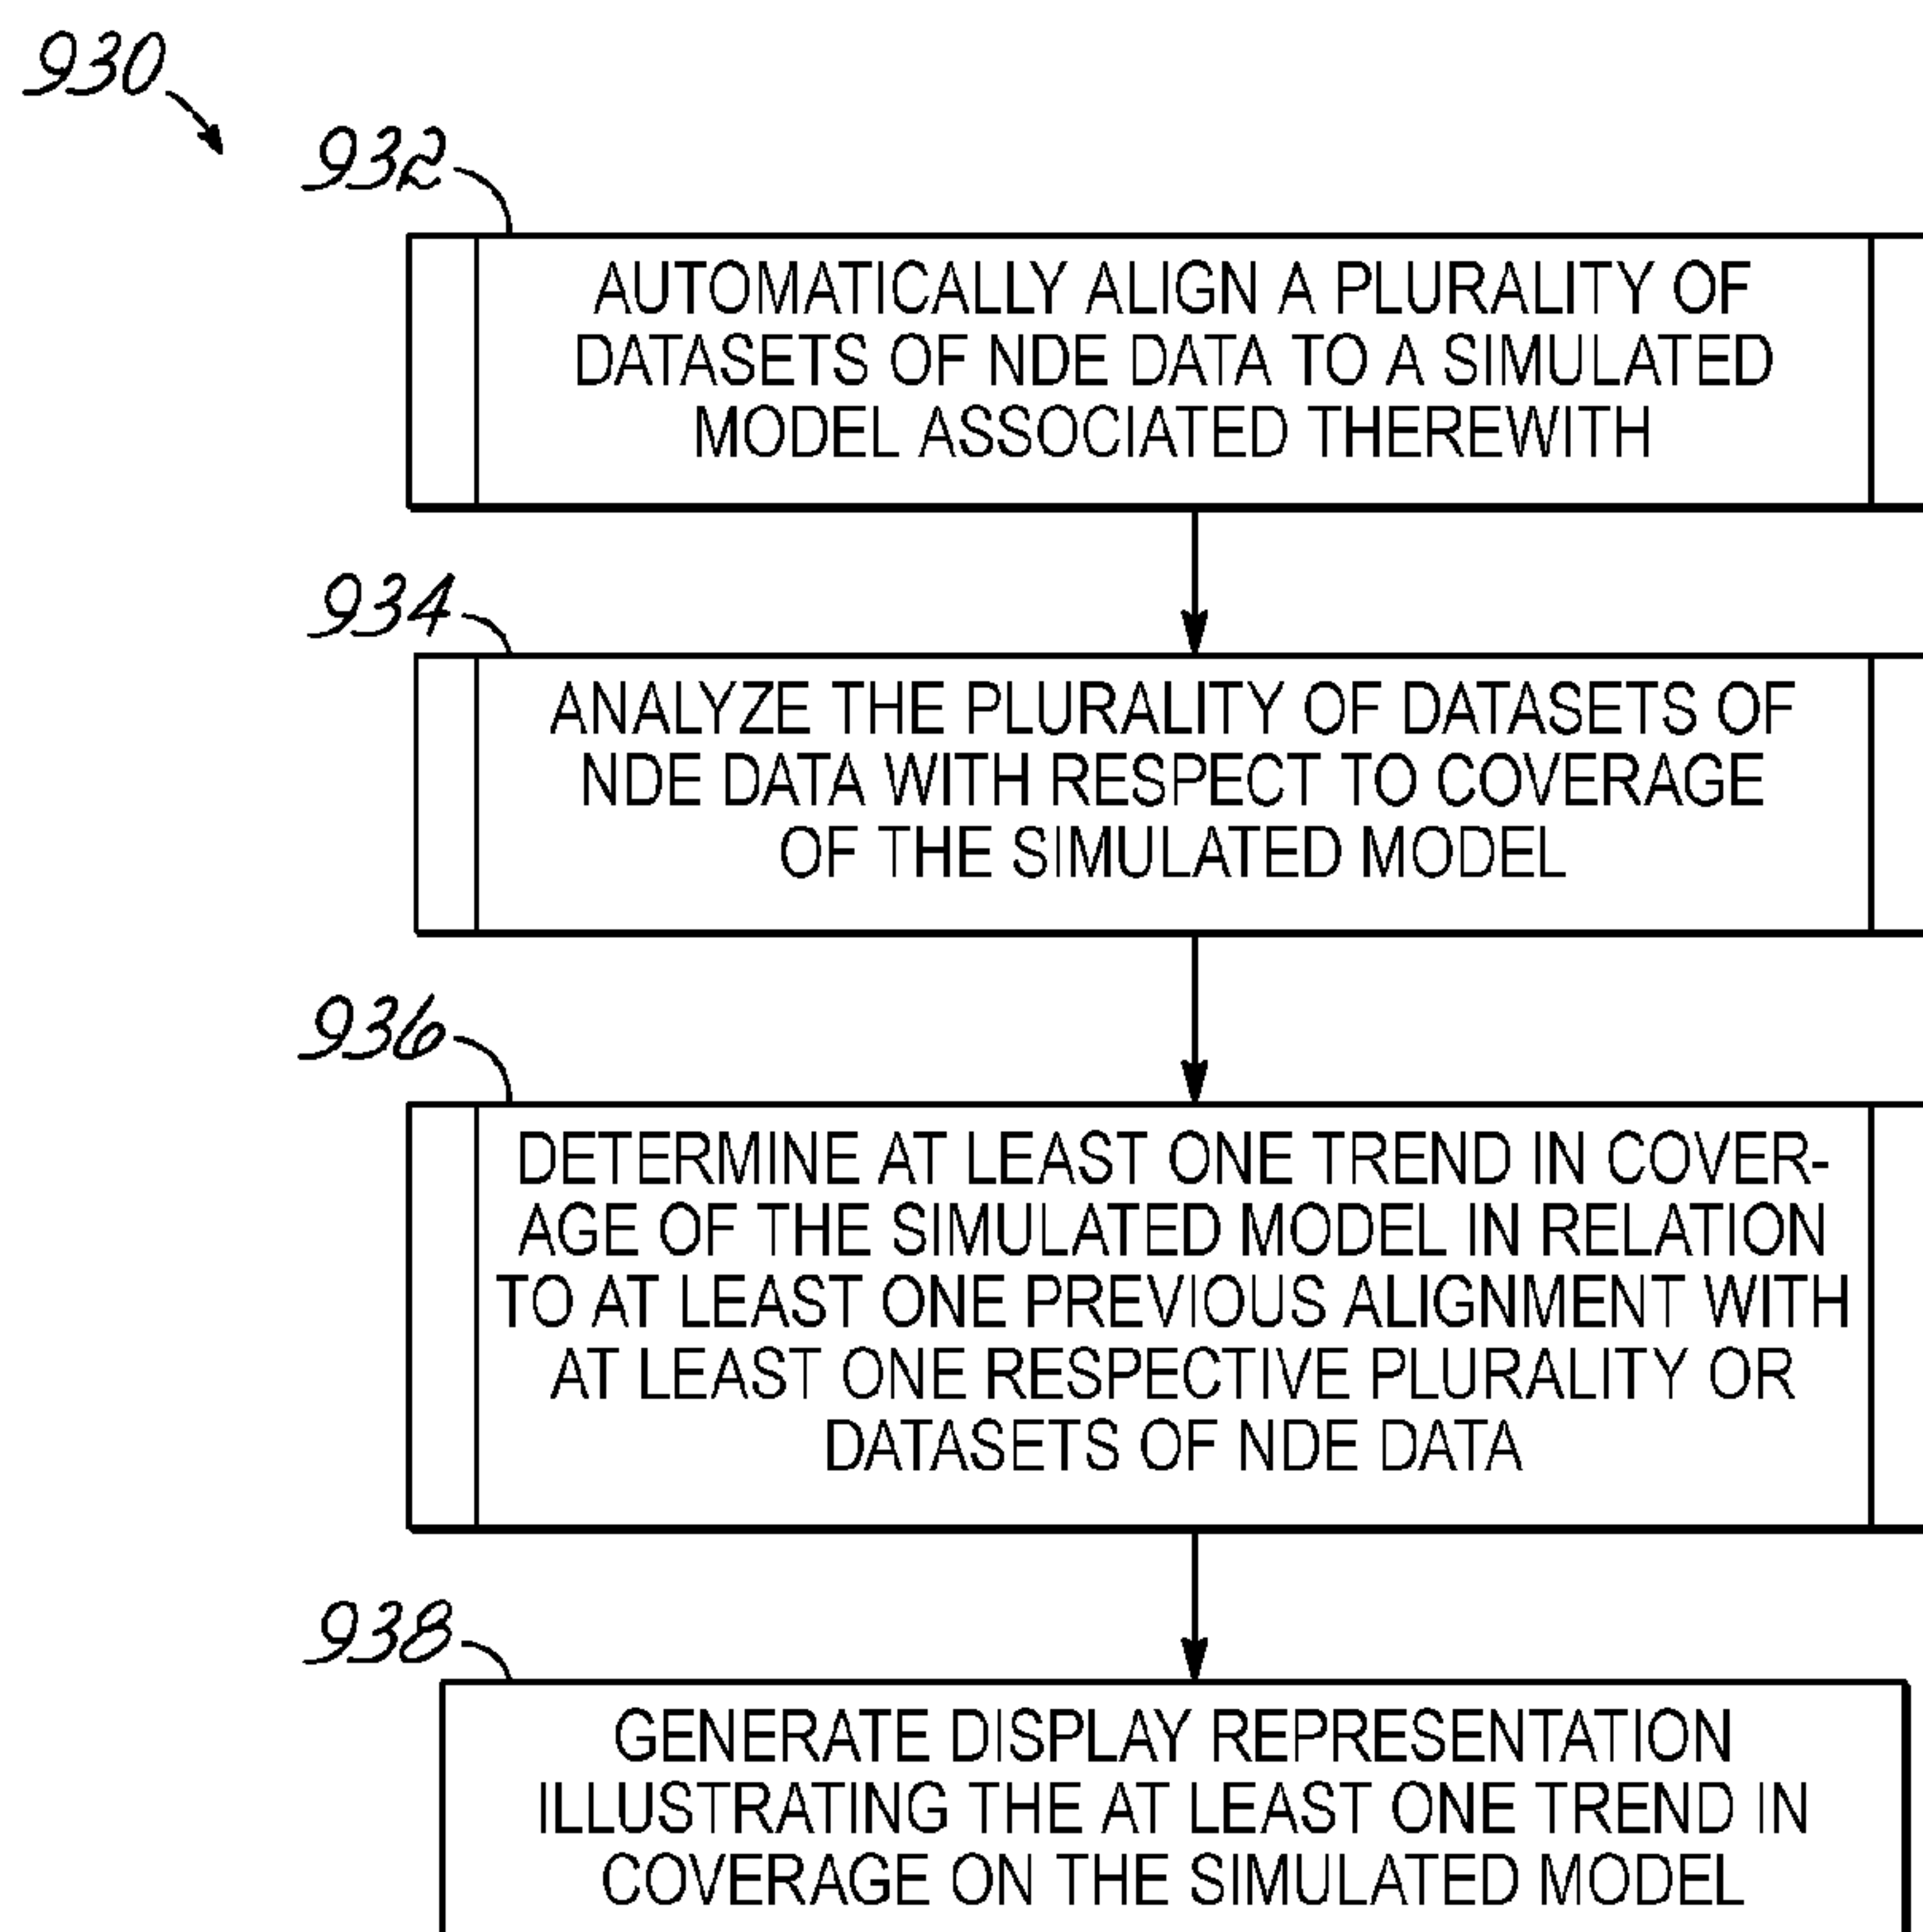 930
932
AUTOMATICALLY ALIGN A PLURALITY OF
DATASETS OF NDE DATA TO A SIMULATED
MODEL ASSOCIATED THEREWITH
934
ANALYZE THE PLURALITY OF DATASETS OF
NDE DATA WITH RESPECT TO COVERAGE
OF THE SIMULATED MODEL
936
DETERMINE AT LEAST ONE TREND IN COVER-
AGE OF THE SIMULATED MODEL IN RELATION
TO AT LEAST ONE PREVIOUS ALIGNMENT WITH
AT LEAST ONE RESPECTIVE PLURALITY OR
DATASETS OF NDE DATA
938
GENERATE DISPLAY REPRESENTATION
ILLUSTRATING THE AT LEAST ONE TREND IN
COVERAGE ON THE SIMULATED MODEL